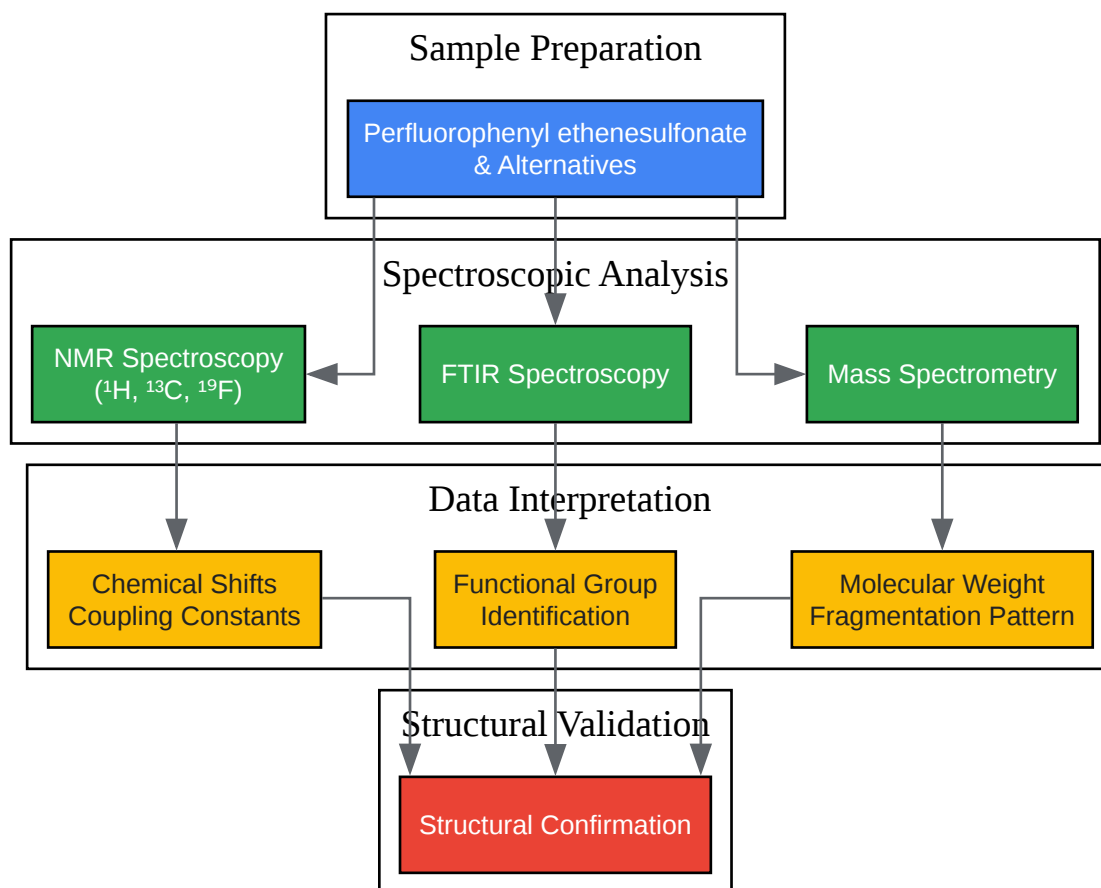 Sample Preparation
Perfluorophenyl ethenesulfonate
& Alternatives
Spectroscopic Analysis
NMR Spectroscopy
(¹H, ¹³C, ¹⁹F)
FTIR Spectroscopy
Mass Spectrometry
Data Interpretation
Chemical Shifts
Coupling Constants
Functional Group
Identification
Molecular Weight
Fragmentation Pattern
Structural Validation
Structural Confirmation